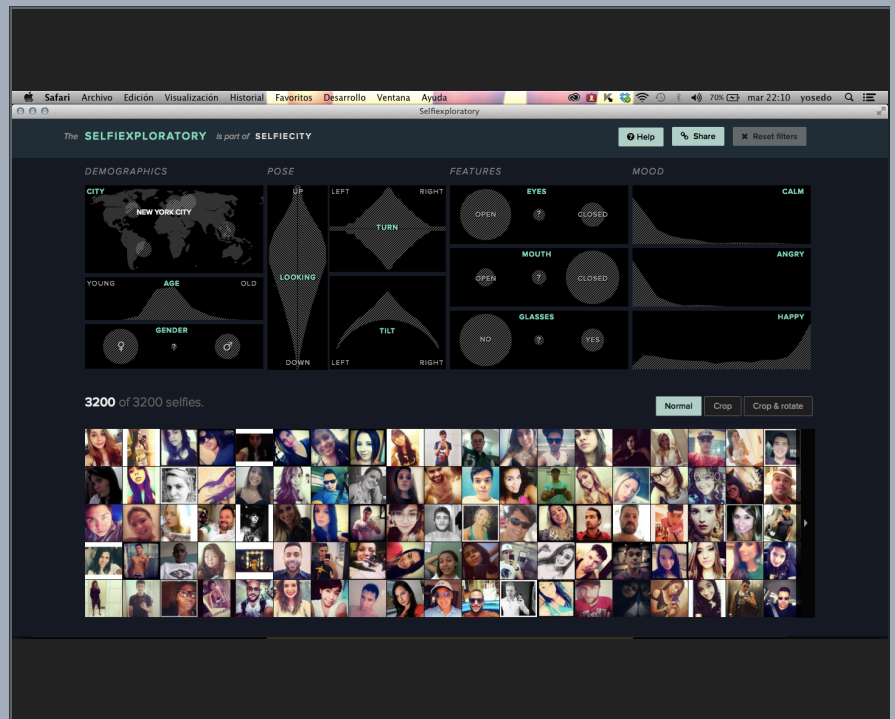 Safari Archivo Edición Visualización Historial Favoritos Desarrollo Ventana Ayuda 70% mar 22:10 yosedo
Selfiexploratory
The SELFIEXPLORATORY is part of SELFIECITY
? Help Share ✖ Reset filters
DEMOGRAPHICS POSE FEATURES MOOD
CITY
NEW YORK CITY
YOUNG AGE OLD
GENDER
♀ ? ♂
UP
LOOKING
DOWN
LEFT RIGHT
TURN
TILT
LEFT RIGHT
EYES
OPEN ? CLOSED
MOUTH
OPEN ? CLOSED
GLASSES
NO ? YES
CALM
ANGRY
HAPPY
3200 of 3200 selfies.
Normal Crop Crop & rotate